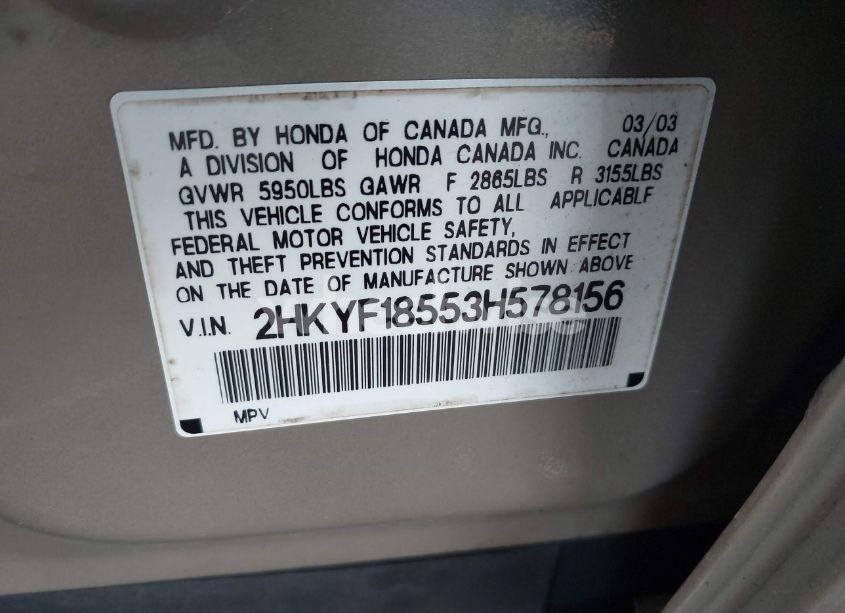 MFD. BY HONDA OF CANADA MFG., 03/03
A DIVISION OF HONDA CANADA INC. CANADA
GVWR 5950LBS GAWR F 2865LBS R 3155LBS
THIS VEHICLE CONFORMS TO ALL APPLICABLE
FEDERAL MOTOR VEHICLE SAFETY,
AND THEFT PREVENTION STANDARDS IN EFFECT
ON THE DATE OF MANUFACTURE SHOWN ABOVE
V.I.N. 2HKYF18553H578156
MPV